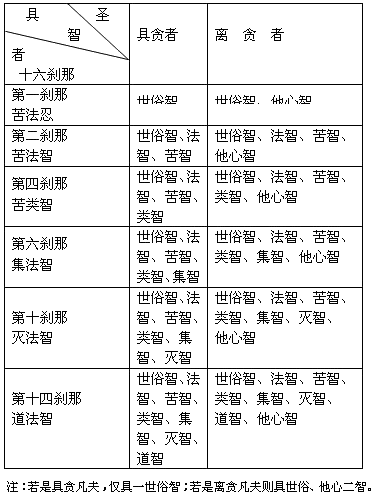 具 圣
智
者
十六刹那
具贪者
离 贪 者
第一刹那
苦法忍
世俗智
世俗智、他心智
第二刹那
苦法智
世俗智、法
智、苦智
世俗智、法智、苦智、
他心智
第四刹那
苦类智
世俗智、法
智、苦智、
类智
世俗智、法智、苦智、
类智、他心智
第六刹那
集法智
世俗智、法
智、苦智、
类智、集智
世俗智、法智、苦智、
类智、集智、他心智
第十刹那
灭法智
世俗智、法
智、苦智、
类智、集
智、灭智
世俗智、法智、苦智、
类智、集智、灭智、
他心智
第十四刹那
道法智
世俗智、法
智、苦智、
类智、集
智、灭智、
道智
世俗智、法智、苦智、
类智、集智、灭智、
道智、他心智
注：若是具贪凡夫，仅具一世俗智；若是离贪凡夫则具世俗、他心二智。